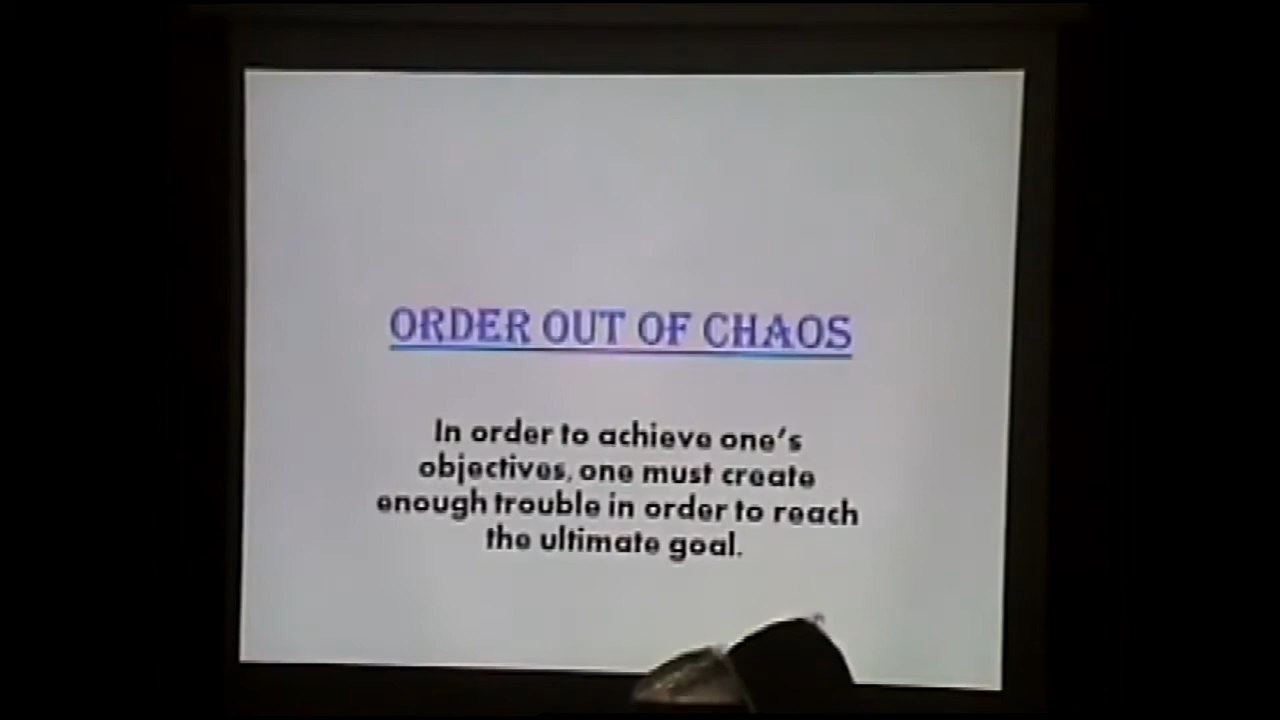 ORDER OUT OF CHAOS
In order to achieve one's
objectives, one must create
enough trouble in order to reach
the ultimate goal.